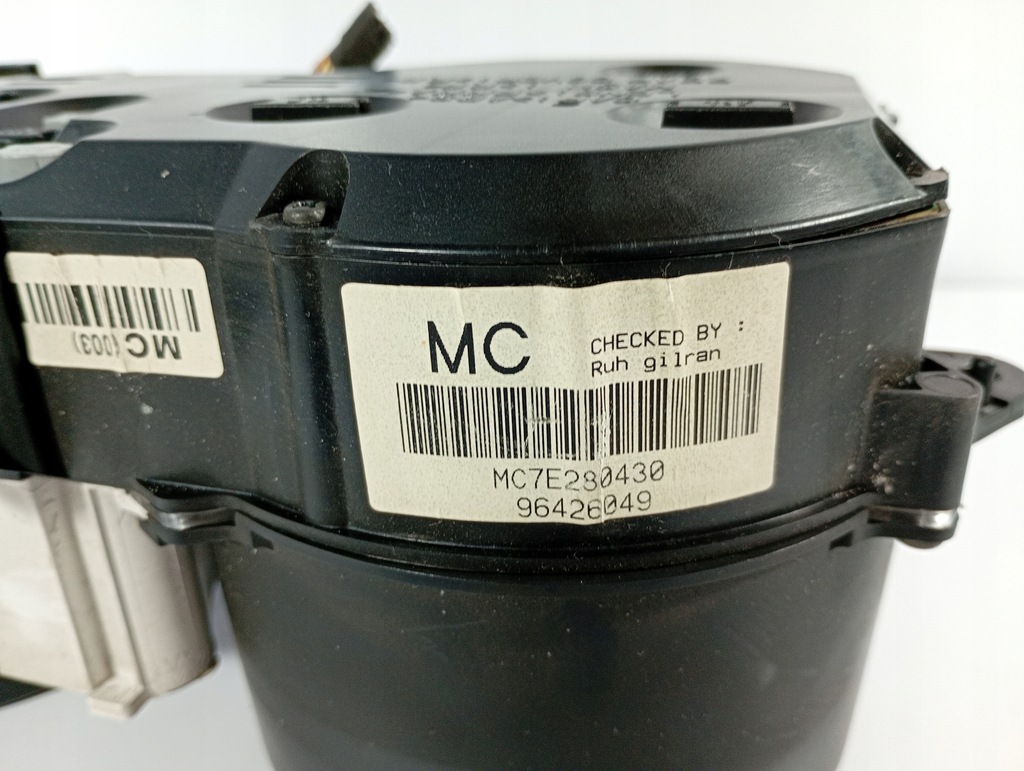 MC
CHECKED BY :
Ruh gilran
MC7E280430
96426049
MC(003)